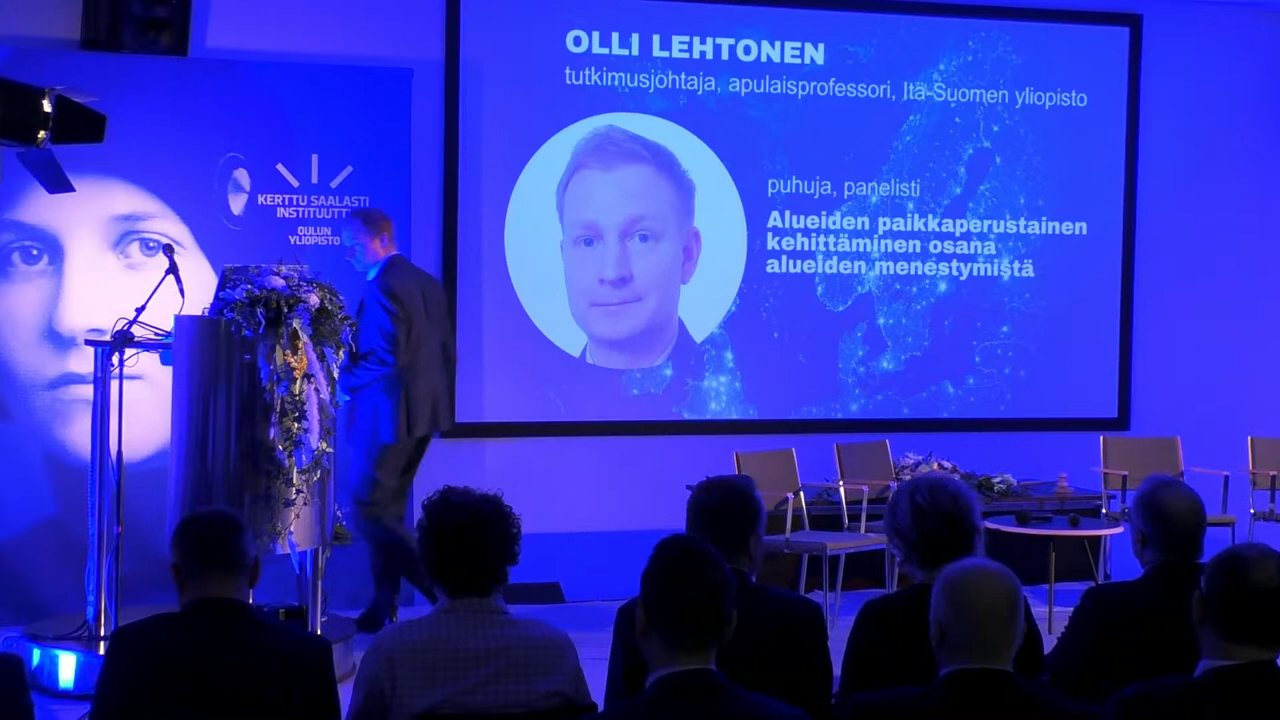 OLLI LEHTONEN
tutkimusjohtaja, apulaisprofessori, Itä-Suomen yliopisto
KERTTU SAALASTI
INSTITUUTTI
OULUN
YLIOPISTO
puhuja, panelisti
Alueiden paikkaperustainen
kehittäminen osana
alueiden menestymistä